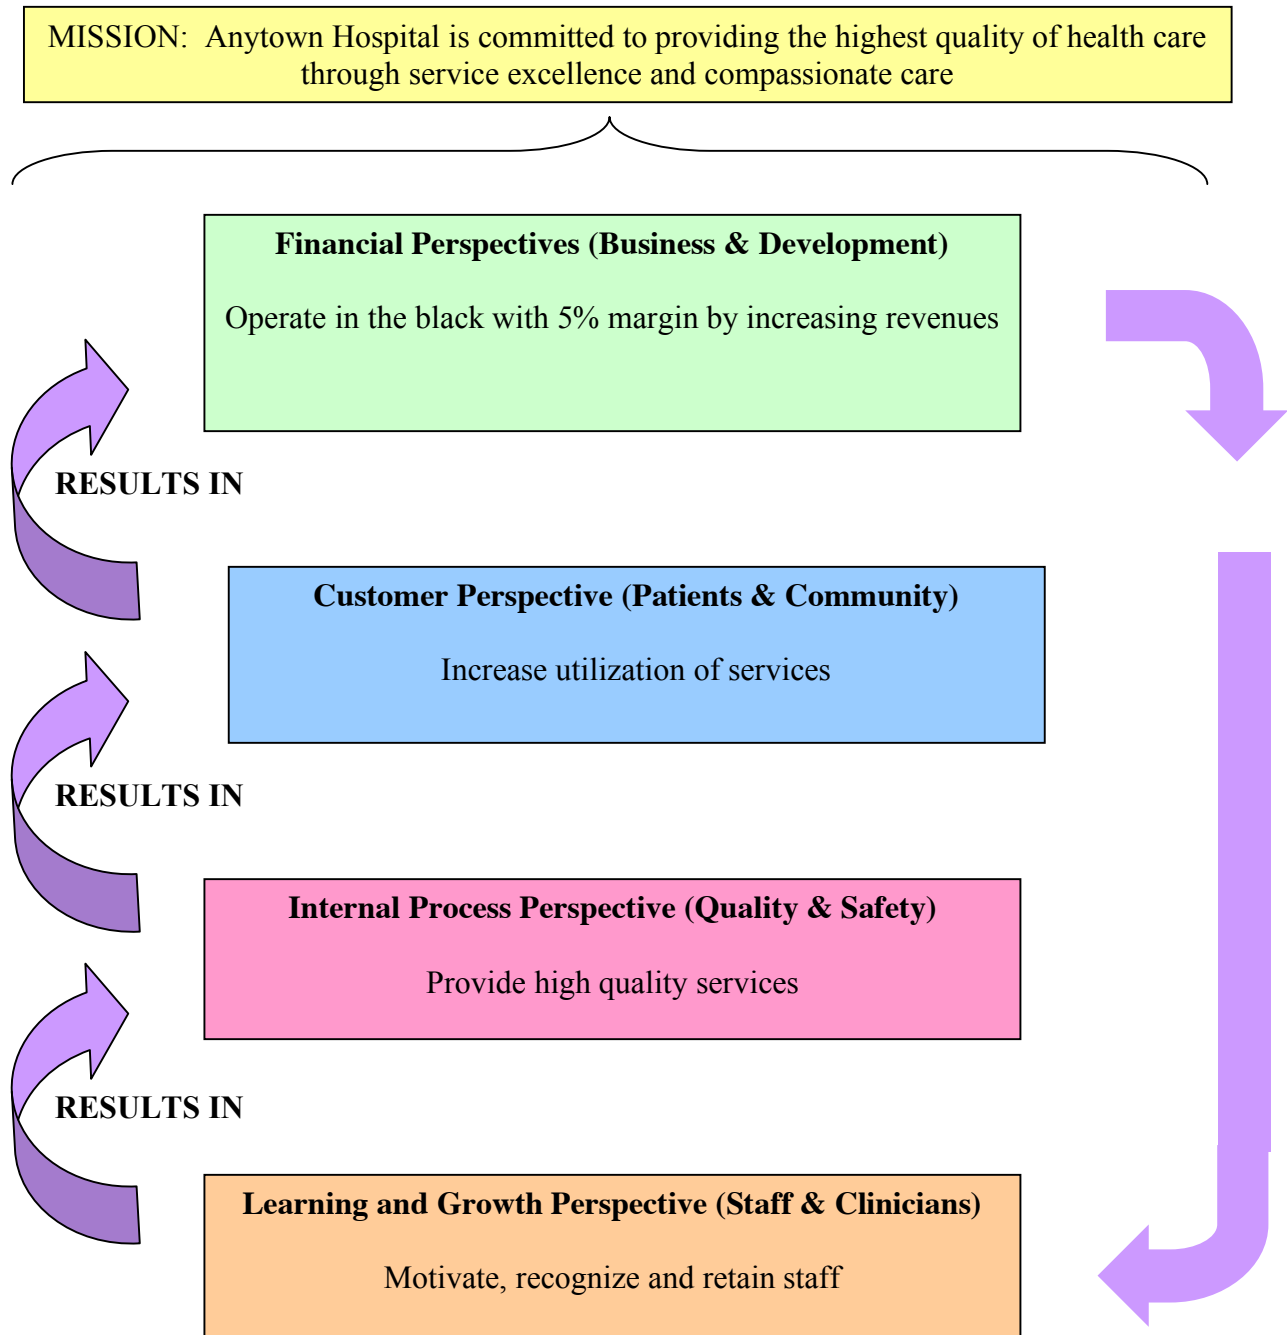 MISSION:  Anytown Hospital is committed to providing the highest quality of health care
through service excellence and compassionate care
Financial Perspectives (Business & Development)
Operate in the black with 5% margin by increasing revenues
RESULTS IN
Customer Perspective (Patients & Community)
Increase utilization of services
RESULTS IN
Internal Process Perspective (Quality & Safety)
Provide high quality services
RESULTS IN
Learning and Growth Perspective (Staff & Clinicians)
Motivate, recognize and retain staff